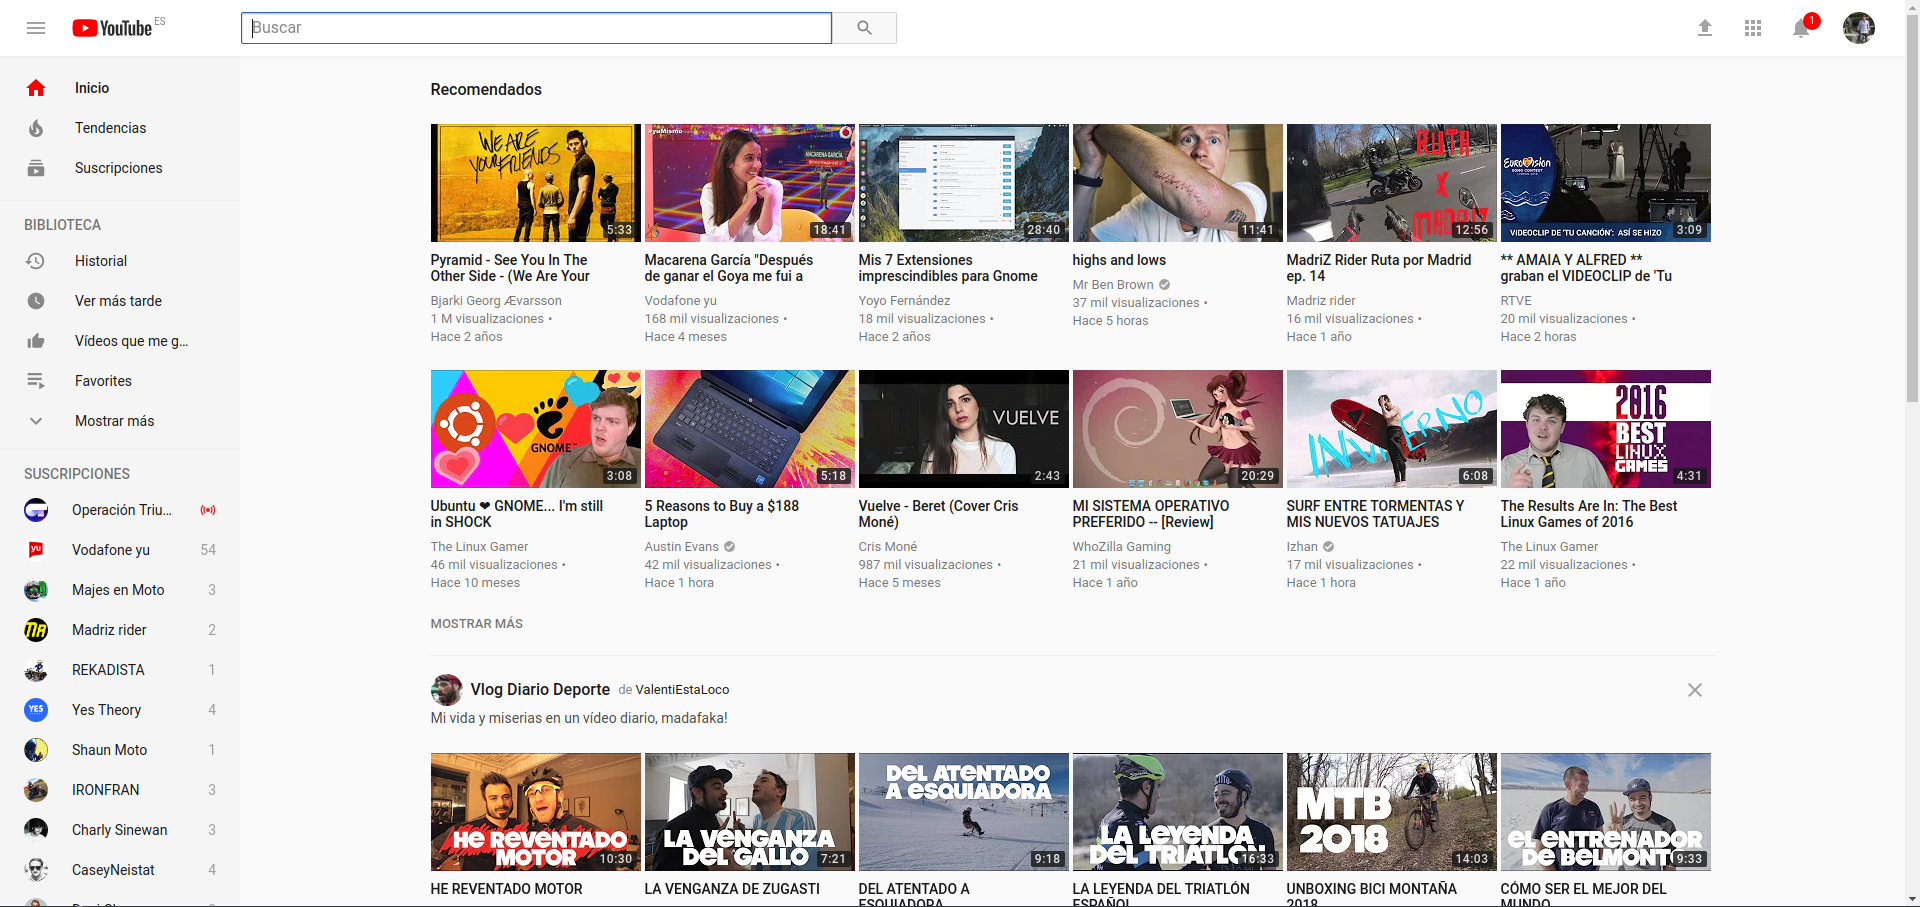 YouTube ES
Buscar
1
Inicio
Tendencias
Suscripciones
BIBLIOTECA
Historial
Ver más tarde
Vídeos que me g...
Favorites
Mostrar más
SUSCRIPCIONES
Operación Triu...
Vodafone yu 54
Majes en Moto 3
Madriz rider 2
REKADISTA 1
Yes Theory 4
Shaun Moto 1
IRONFRAN 3
Charly Sinewan 3
CaseyNeistat 4
Recomendados
WE ARE
YOUR FRIENDS
5:33
#yuMismo
MACARENA GARCÍA
18:41
28:40
11:41
RUTA
X
MADRIZ
12:56
EUROVISION
SONG CONTEST
VIDEOCLIP DE 'TU CANCIÓN': ASÍ SE HIZO
3:09
Pyramid - See You In The
Other Side - (We Are Your
Bjarki Georg Ævarsson
1 M visualizaciones •
Hace 2 años
Macarena García "Después
de ganar el Goya me fui a
Vodafone yu
168 mil visualizaciones •
Hace 4 meses
Mis 7 Extensiones
imprescindibles para Gnome
Yoyo Fernández
18 mil visualizaciones •
Hace 2 años
highs and lows
Mr Ben Brown
37 mil visualizaciones •
Hace 5 horas
MadriZ Rider Ruta por Madrid
ep. 14
Madriz rider
16 mil visualizaciones •
Hace 1 año
** AMAIA Y ALFRED **
graban el VIDEOCLIP de 'Tu
RTVE
20 mil visualizaciones •
Hace 2 horas
GNOME
3:08
5:18
VUELVE
2:43
20:29
INVIERNO
6:08
2016
BEST
LINUX
GAMES
4:31
Ubuntu ❤ GNOME... I'm still
in SHOCK
The Linux Gamer
46 mil visualizaciones •
Hace 10 meses
5 Reasons to Buy a $188
Laptop
Austin Evans
42 mil visualizaciones •
Hace 1 hora
Vuelve - Beret (Cover Cris
Moné)
Cris Moné
987 mil visualizaciones •
Hace 5 meses
MI SISTEMA OPERATIVO
PREFERIDO -- [Review]
WhoZilla Gaming
21 mil visualizaciones •
Hace 1 año
SURF ENTRE TORMENTAS Y
MIS NUEVOS TATUAJES
Izhan
17 mil visualizaciones •
Hace 1 hora
The Results Are In: The Best
Linux Games of 2016
The Linux Gamer
22 mil visualizaciones •
Hace 1 año
MOSTRAR MÁS
Vlog Diario Deporte de ValentiEstaLoco
Mi vida y miserias en un vídeo diario, madafaka!
HE REVENTADO
MOTOR
10:30
LA VENGANZA
DEL GALLO
7:21
DEL ATENTADO
A ESQUIADORA
9:18
LA LEYENDA
DEL TRIATLÓN
16:33
MTB
2018
14:03
EL ENTRENADOR
DE BELMONTE
9:33
HE REVENTADO MOTOR
LA VENGANZA DE ZUGASTI
DEL ATENTADO A
ESQUIADORA
LA LEYENDA DEL TRIATLÓN
ESPAÑOL
UNBOXING BICI MONTAÑA
2018
CÓMO SER EL MEJOR DEL
MUNDO